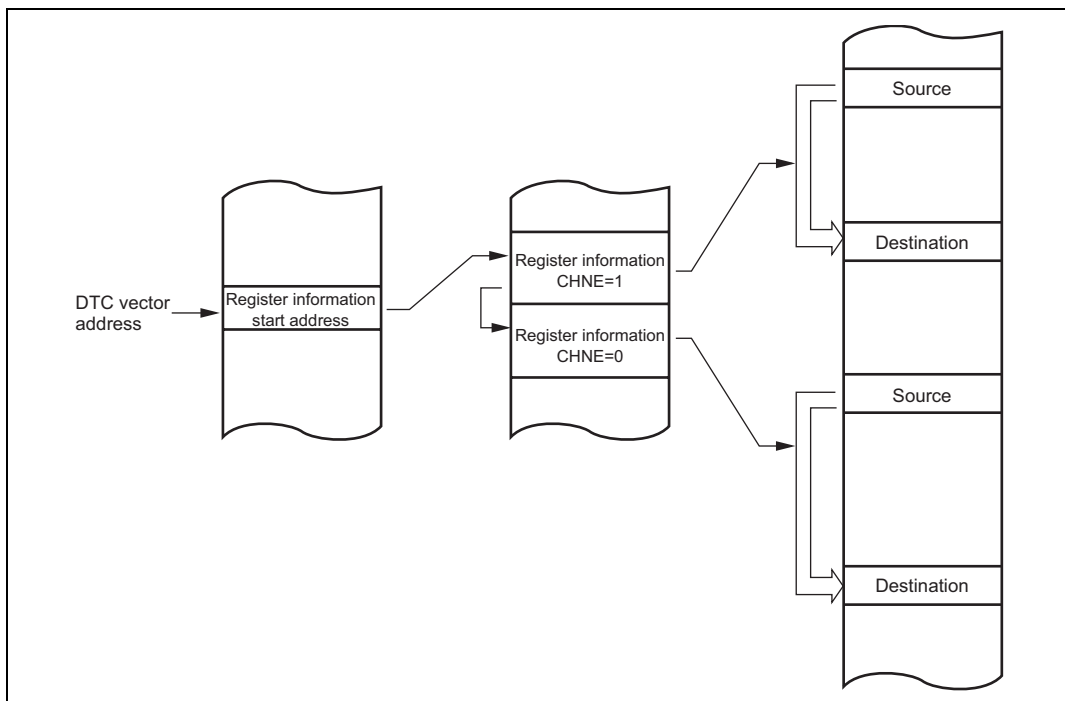 DTC vector
address
Register information
start address
Register information
CHNE=1
Register information
CHNE=0
Source
Destination
Source
Destination